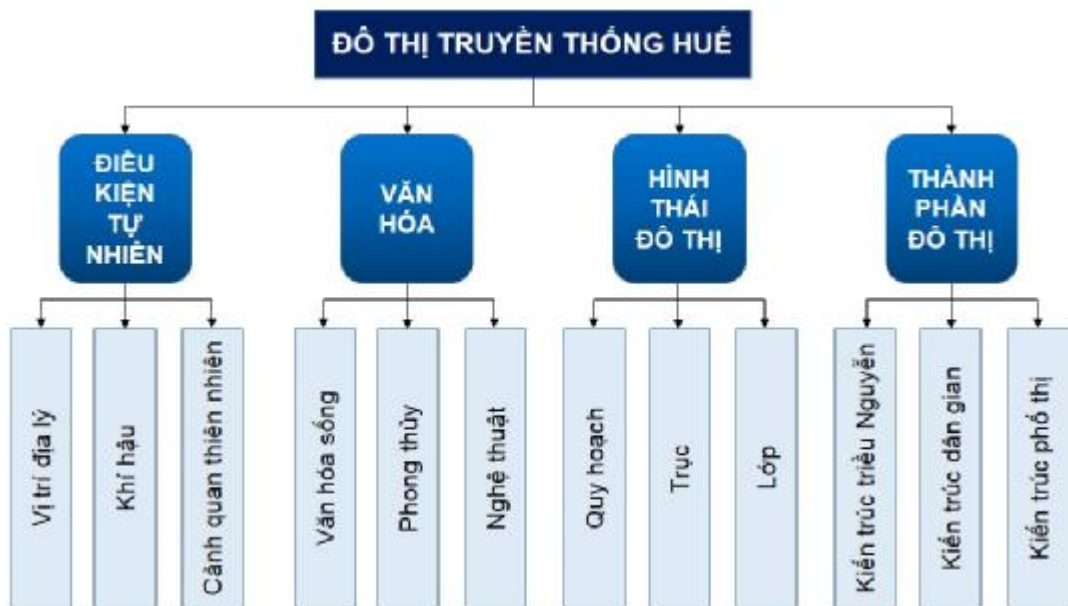 ĐÔ THỊ TRUYỀN THỐNG HUẾ
ĐIỀU
KIỆN
TỰ
NHIÊN
VĂN
HÓA
HÌNH
THÁI
ĐÔ THỊ
THÀNH
PHẦN
ĐÔ THỊ
Vị trí địa lý
Khí hậu
Cảnh quan thiên nhiên
Văn hóa sống
Phong thủy
Nghệ thuật
Quy hoạch
Trục
Lớp
Kiến trúc triều Nguyễn
Kiến trúc dân gian
Kiến trúc phố thị